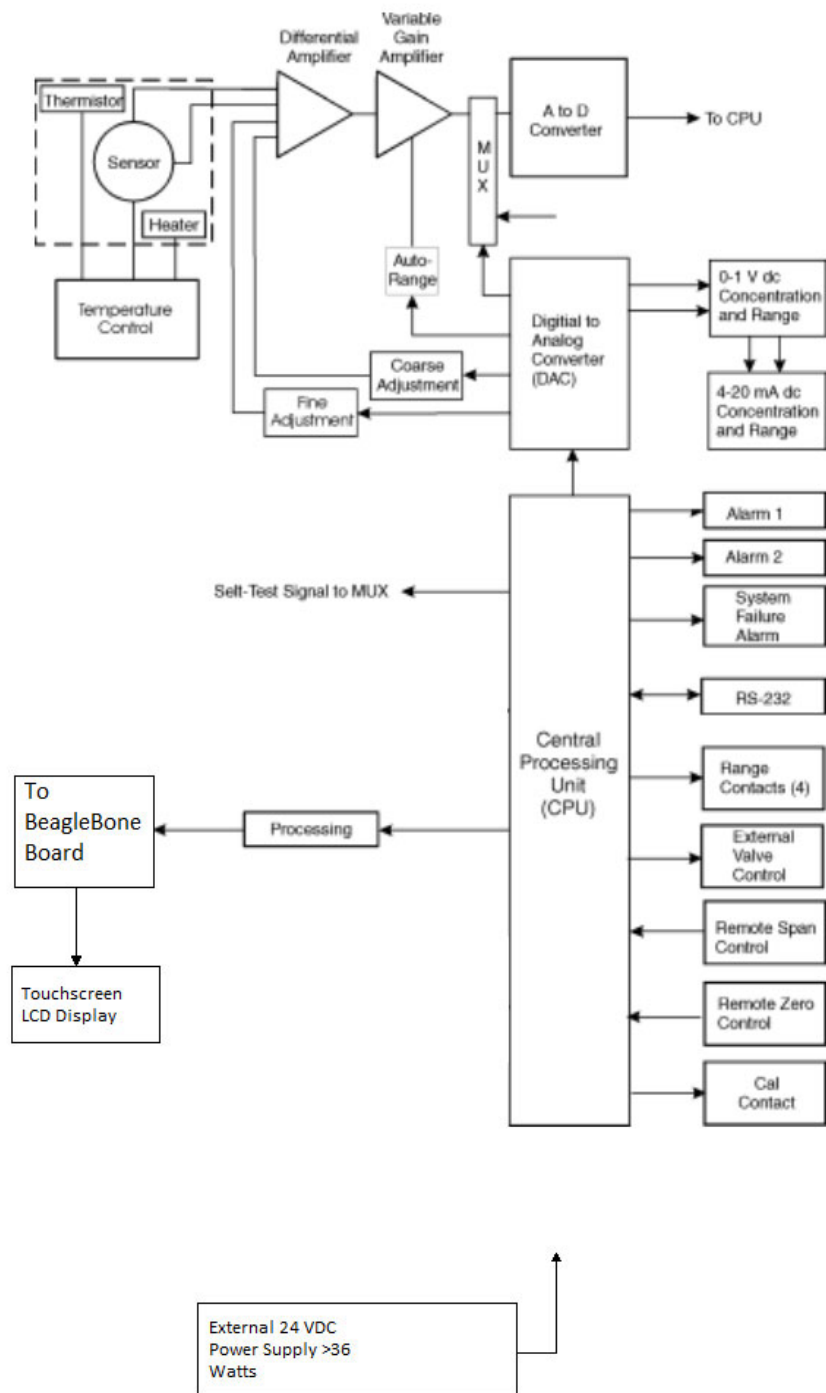 Differential
Amplifier
Variable
Gain
Amplifier
Thermistor
Sensor
Heater
Temperature
Control
MUX
A to D
Converter
To CPU
Auto-
Range
Coarse
Adjustment
Fine
Adjustment
Digitial to
Analog
Converter
(DAC)
0-1 V dc
Concentration
and Range
4-20 mA dc
Concentration
and Range
Self-Test Signal to MUX
Central
Processing
Unit
(CPU)
Alarm 1
Alarm 2
System
Failure
Alarm
RS-232
Range
Contacts (4)
External
Valve
Control
Remote Span
Control
Remote Zero
Control
Cal
Contact
Processing
To
BeagleBone
Board
Touchscreen
LCD Display
External 24 VDC
Power Supply >36
Watts